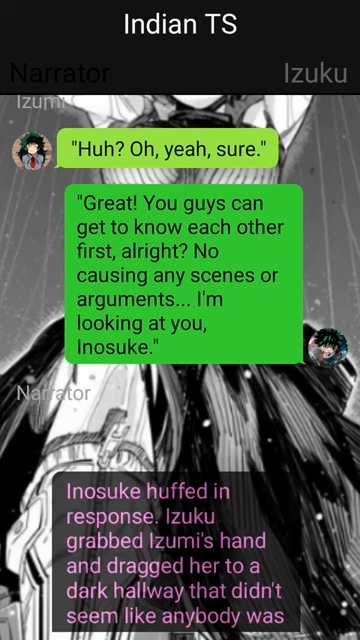 Indian TS
Narrator
Izuku
Izumi
"Huh? Oh, yeah, sure."
"Great! You guys can
get to know each other
first, alright? No
causing any scenes or
arguments... I'm
looking at you,
Inosuke."
Narrator
Inosuke huffed in
response. Izuku
grabbed Izumi's hand
and dragged her to a
dark hallway that didn't
seem like anybody was